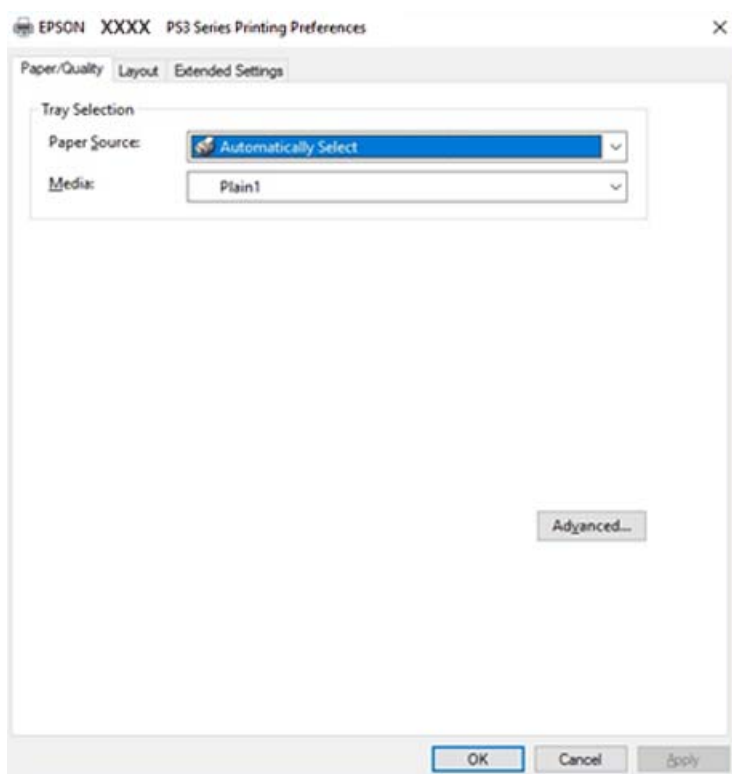 EPSON XXXX PS3 Series Printing Preferences
Paper/Quality Layout Extended Settings
Tray Selection
Paper Source: Automatically Select
Media: Plain1
Advanced...
OK Cancel Apply